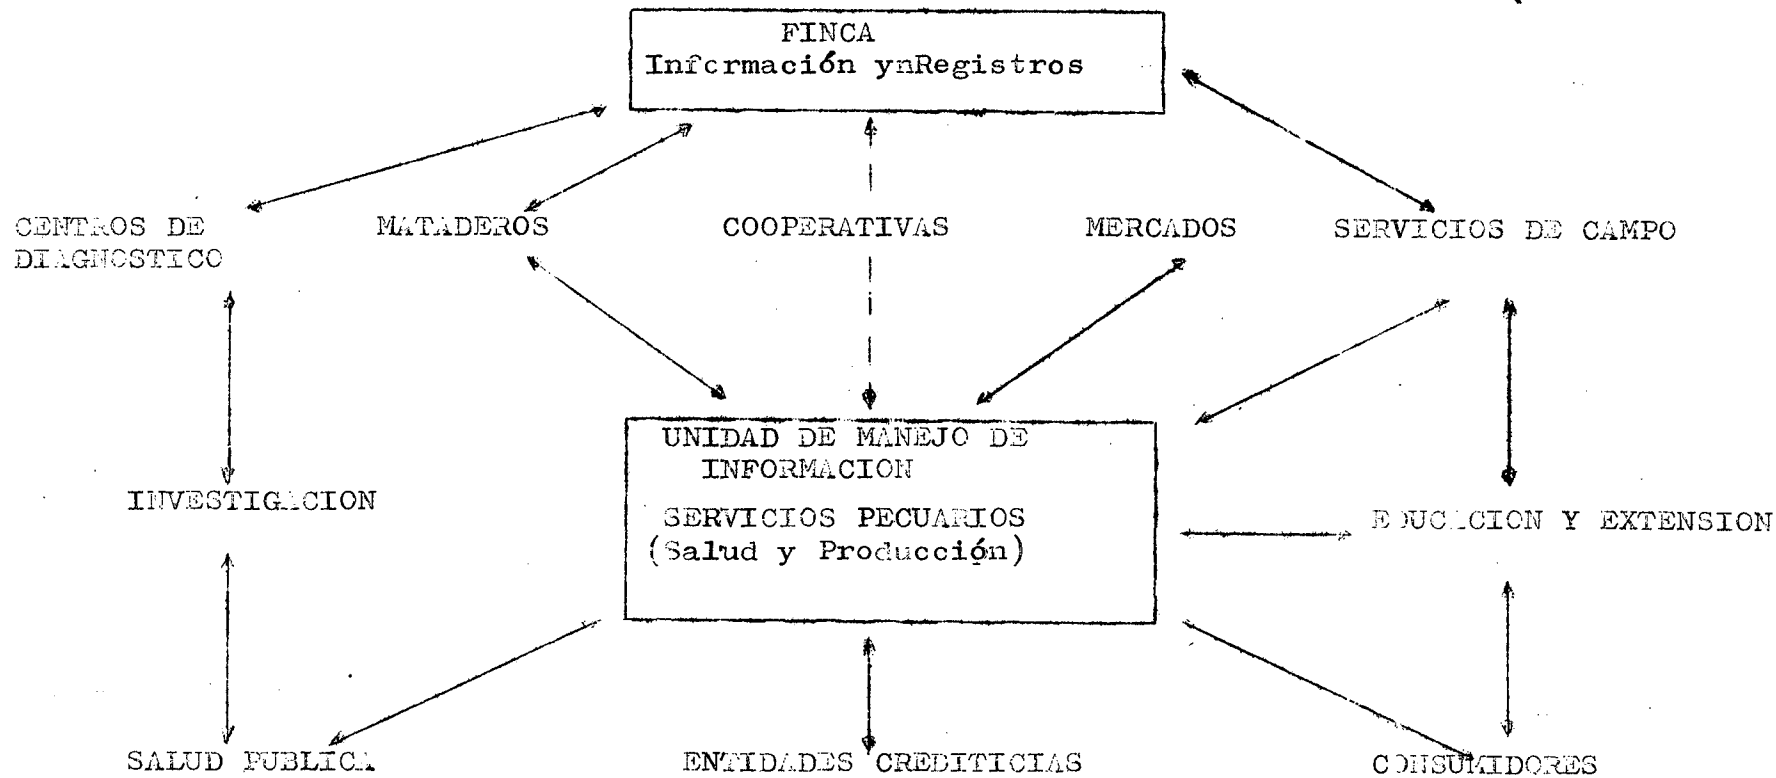 FINCA
Infcrmación ynRegistros
CENTROS DE
DIAGNOSTICO
MATADEROS
COOPERATIVAS
MERCADOS
SERVICIOS DE CAMPO
UNIDAD DE MANEJO DE
INFORMACION
SERVICIOS PECUARIOS
(Salud y Producción)
INVESTIGACION
EDUCACION Y EXTENSION
SALUD PUBLICA
ENTIDADES CREDITICIAS
CONSUMIDORES